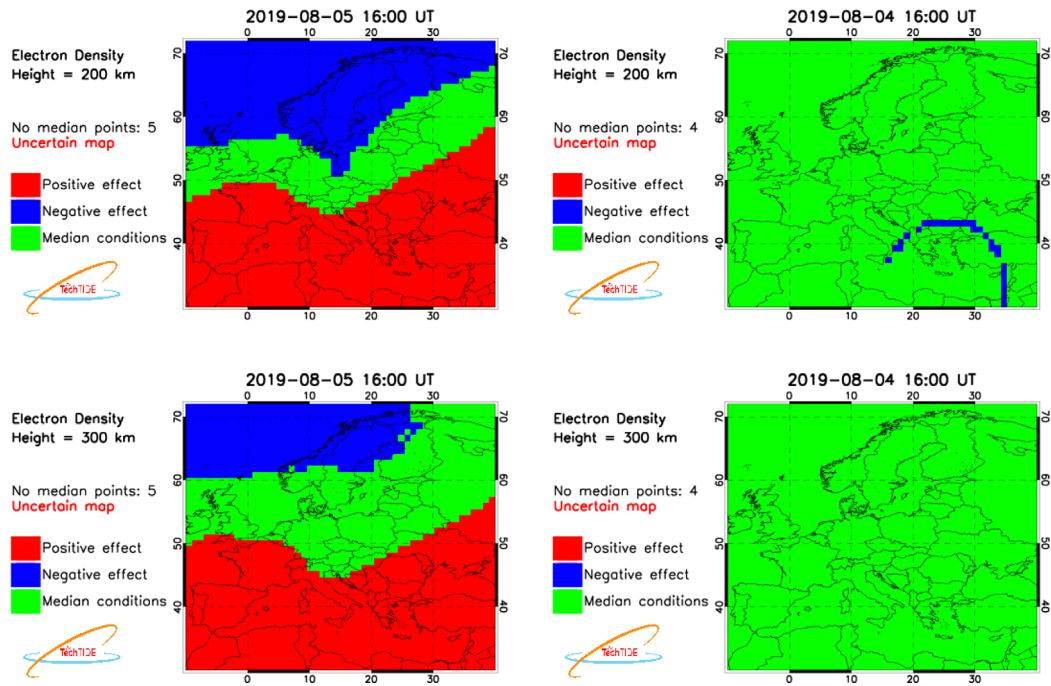 2019-08-05 16:00 UT
0 10 20 30
Electron Density
Height = 200 km
No median points: 5
Uncertain map
Positive effect
Negative effect
Median conditions
TechTIDE
70 70
60 60
50 50
40 40
0 10 20 30
2019-08-04 16:00 UT
0 10 20 30
Electron Density
Height = 200 km
No median points: 4
Uncertain map
Positive effect
Negative effect
Median conditions
TechTIDE
70 70
60 60
50 50
40 40
0 10 20 30
2019-08-05 16:00 UT
0 10 20 30
Electron Density
Height = 300 km
No median points: 5
Uncertain map
Positive effect
Negative effect
Median conditions
TechTIDE
70 70
60 60
50 50
40 40
0 10 20 30
2019-08-04 16:00 UT
0 10 20 30
Electron Density
Height = 300 km
No median points: 4
Uncertain map
Positive effect
Negative effect
Median conditions
TechTIDE
70 70
60 60
50 50
40 40
0 10 20 30